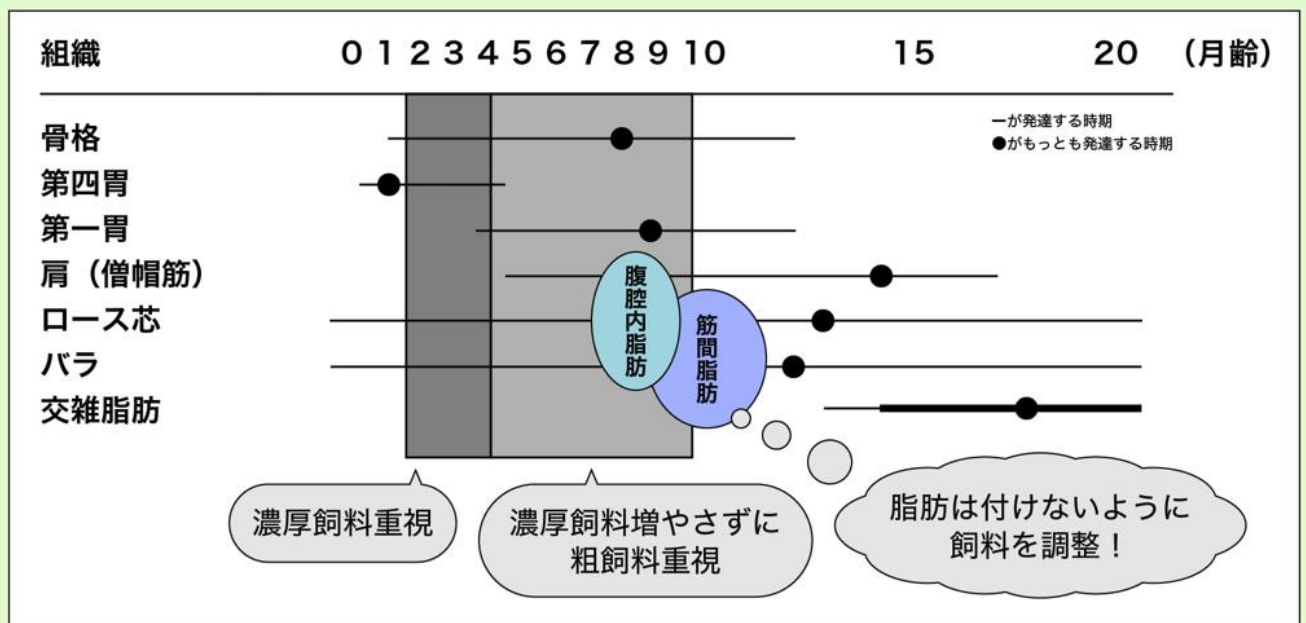 組織 0 1 2 3 4 5 6 7 8 9 10 15 20 （月齢）
ーが発達する時期
●がもっとも発達する時期
骨格
第四胃
第一胃
肩（僧帽筋）
ロース芯
バラ
交雑脂肪
腹腔内脂肪
筋間脂肪
濃厚飼料重視
濃厚飼料増やさずに
粗飼料重視
脂肪は付けないように
飼料を調整！